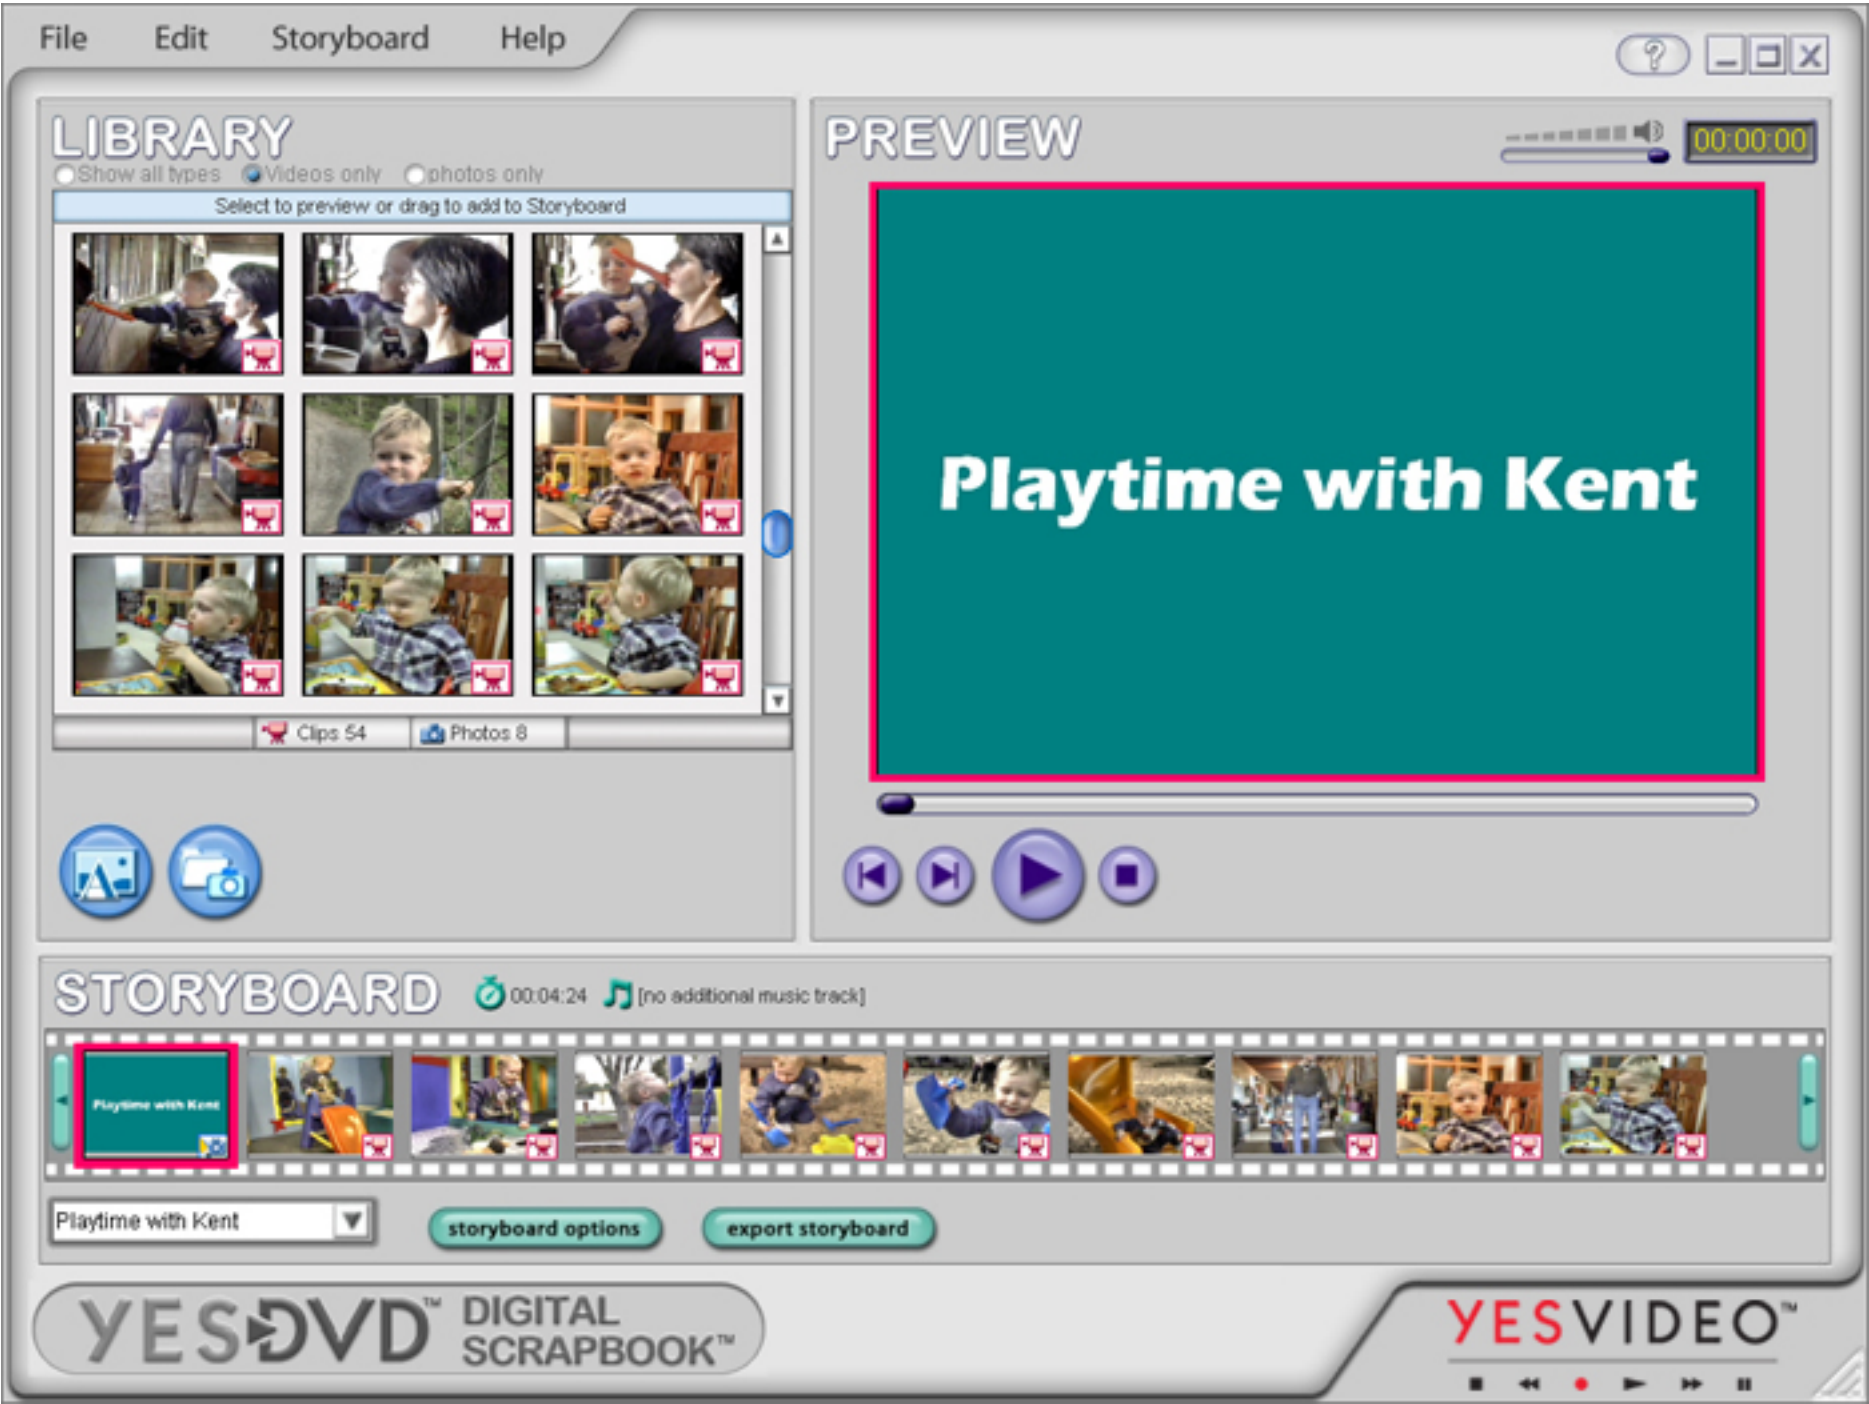 File Edit Storyboard Help
LIBRARY
Show all types Videos only photos only
Select to preview or drag to add to Storyboard
Clips 54 Photos 8
A
PREVIEW
00:00:00
Playtime with Kent
STORYBOARD 00:04:24 [no additional music track]
Playtime with Kent
Playtime with Kent storyboard options export storyboard
YESDVD™ DIGITAL
SCRAPBOOK™
YESVIDEO™